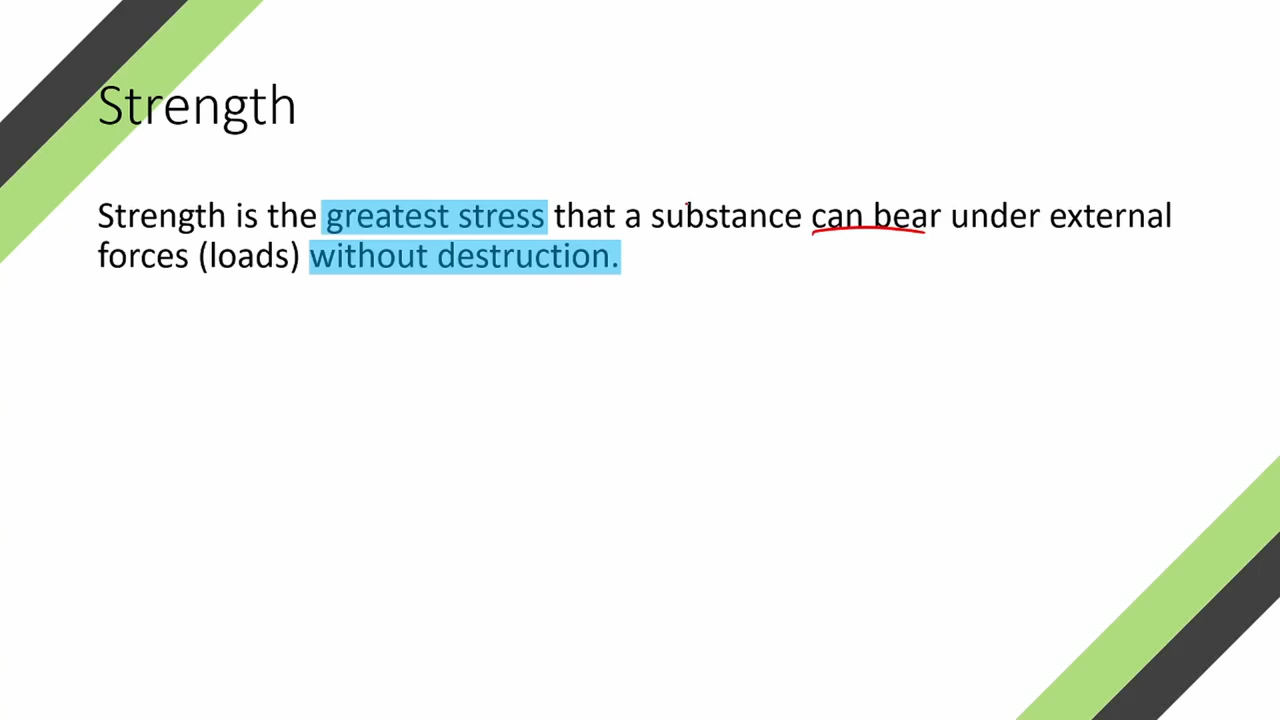 Strength
Strength is the greatest stress that a substance can bear under external
forces (loads) without destruction.